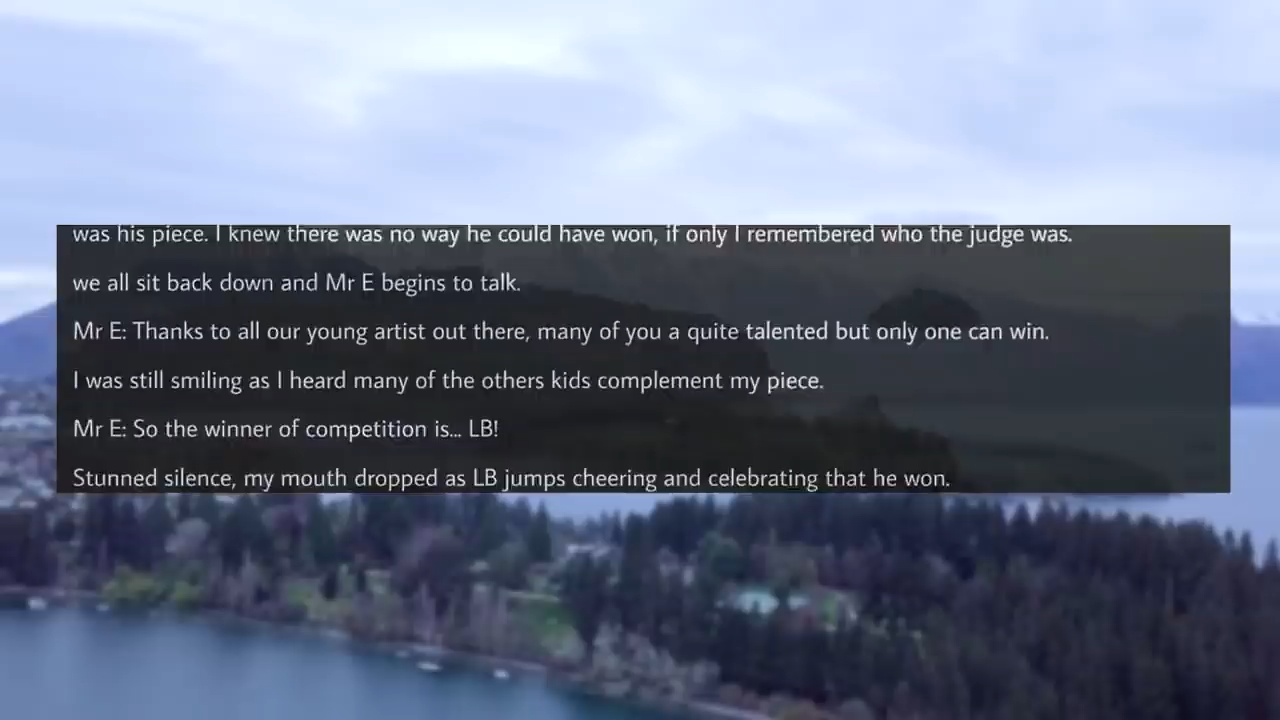 was his piece. I knew there was no way he could have won, if only I remembered who the judge was.
we all sit back down and Mr E begins to talk.
Mr E: Thanks to all our young artist out there, many of you a quite talented but only one can win.
I was still smiling as I heard many of the others kids complement my piece.
Mr E: So the winner of competition is... LB!
Stunned silence, my mouth dropped as LB jumps cheering and celebrating that he won.